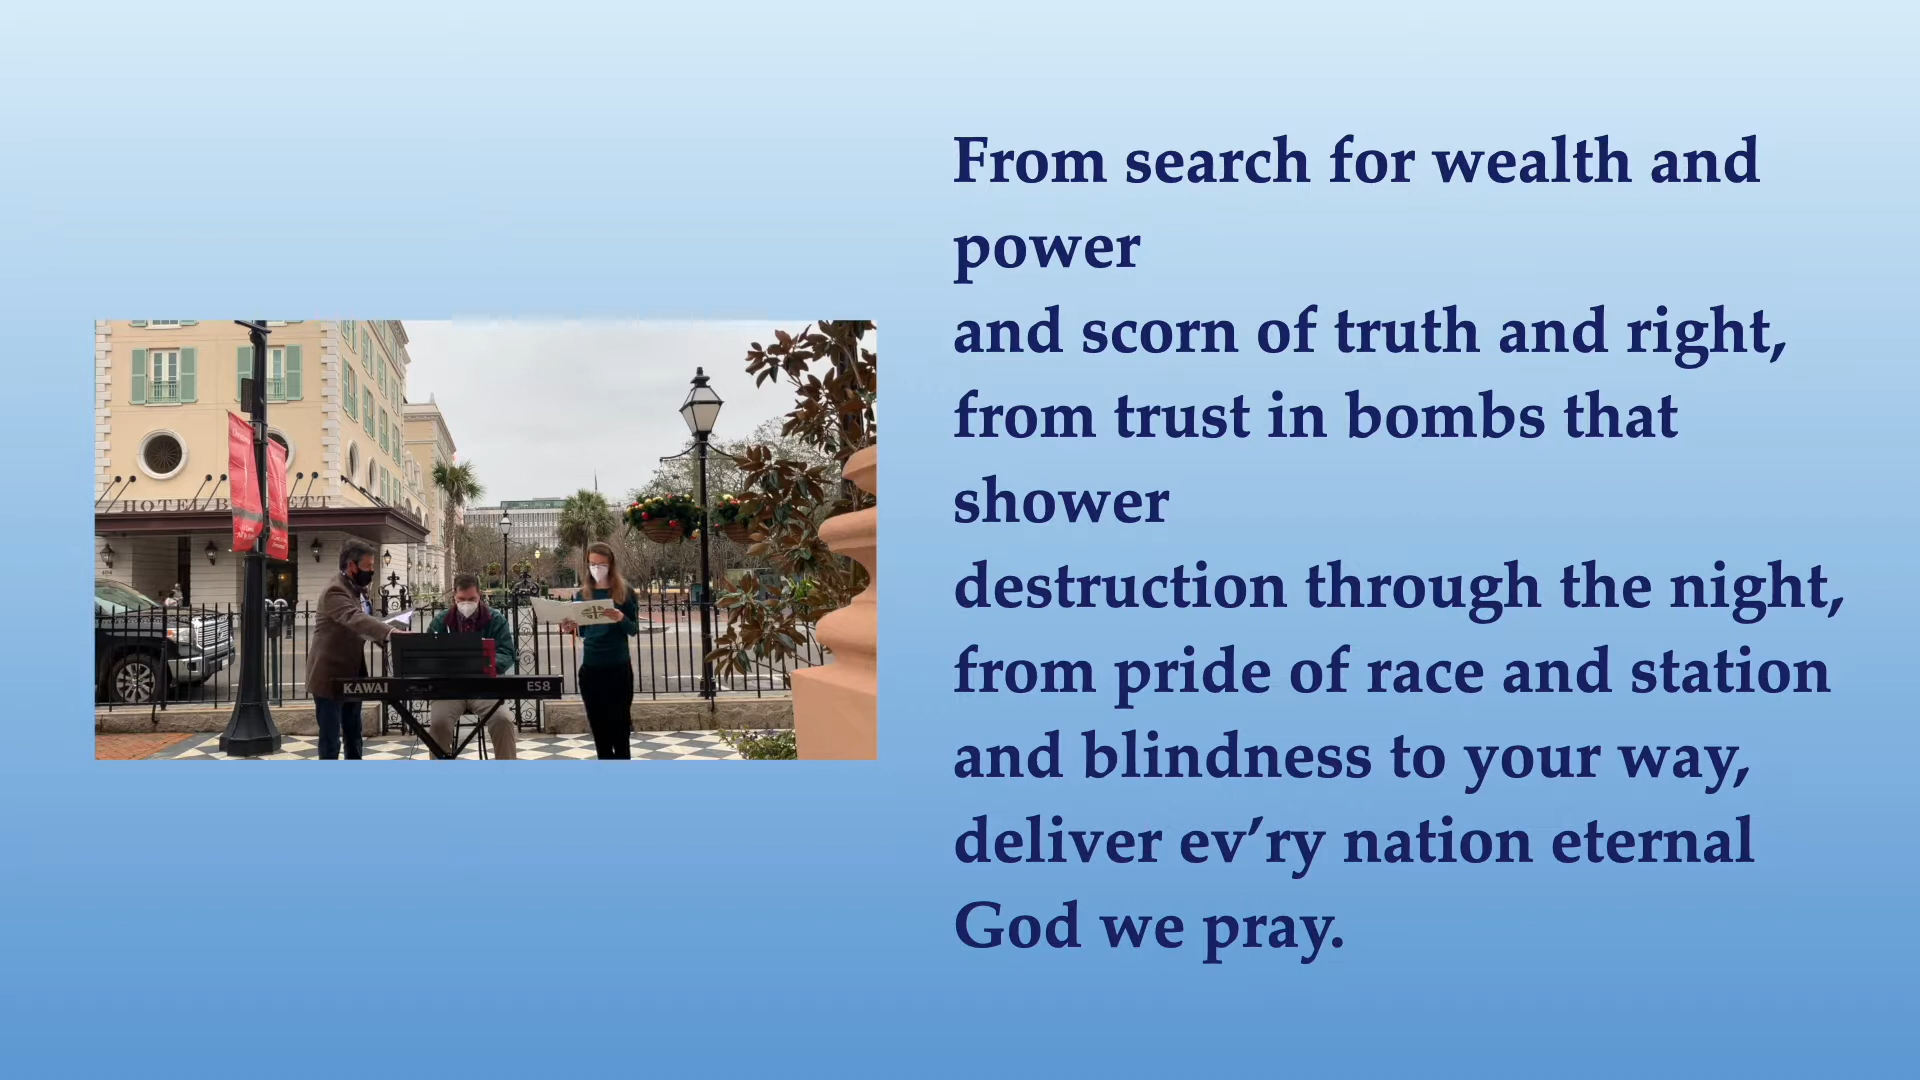 From search for wealth and
power
and scorn of truth and right,
from trust in bombs that
shower
destruction through the night,
from pride of race and station
and blindness to your way,
deliver ev’ry nation eternal
God we pray.
HOTEL
KAWAI
ES8